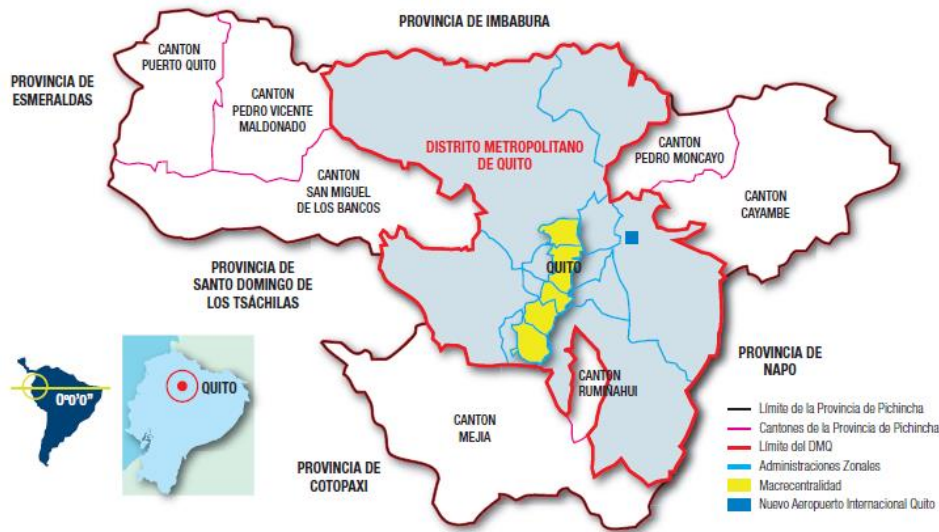 PROVINCIA DE IMBABURA
PROVINCIA DE
ESMERALDAS
CANTON
PUERTO QUITO
CANTON
PEDRO VICENTE
MALDONADO
CANTON
SAN MIGUEL
DE LOS BANCOS
DISTRITO METROPOLITANO
DE QUITO
CANTON
PEDRO MONCAYO
CANTON
CAYAMBE
QUITO
PROVINCIA DE
SANTO DOMINGO DE
LOS TSÁCHILAS
CANTON
RUMIÑAHUI
CANTON
MEJIA
PROVINCIA DE
NAPO
PROVINCIA DE
COTOPAXI
0º0'0"
QUITO
Límite de la Provincia de Pichincha
Cantones de la Provincia de Pichincha
Límite del DMQ
Administraciones Zonales
Macrocentralidad
Nuevo Aeropuerto Internacional Quito